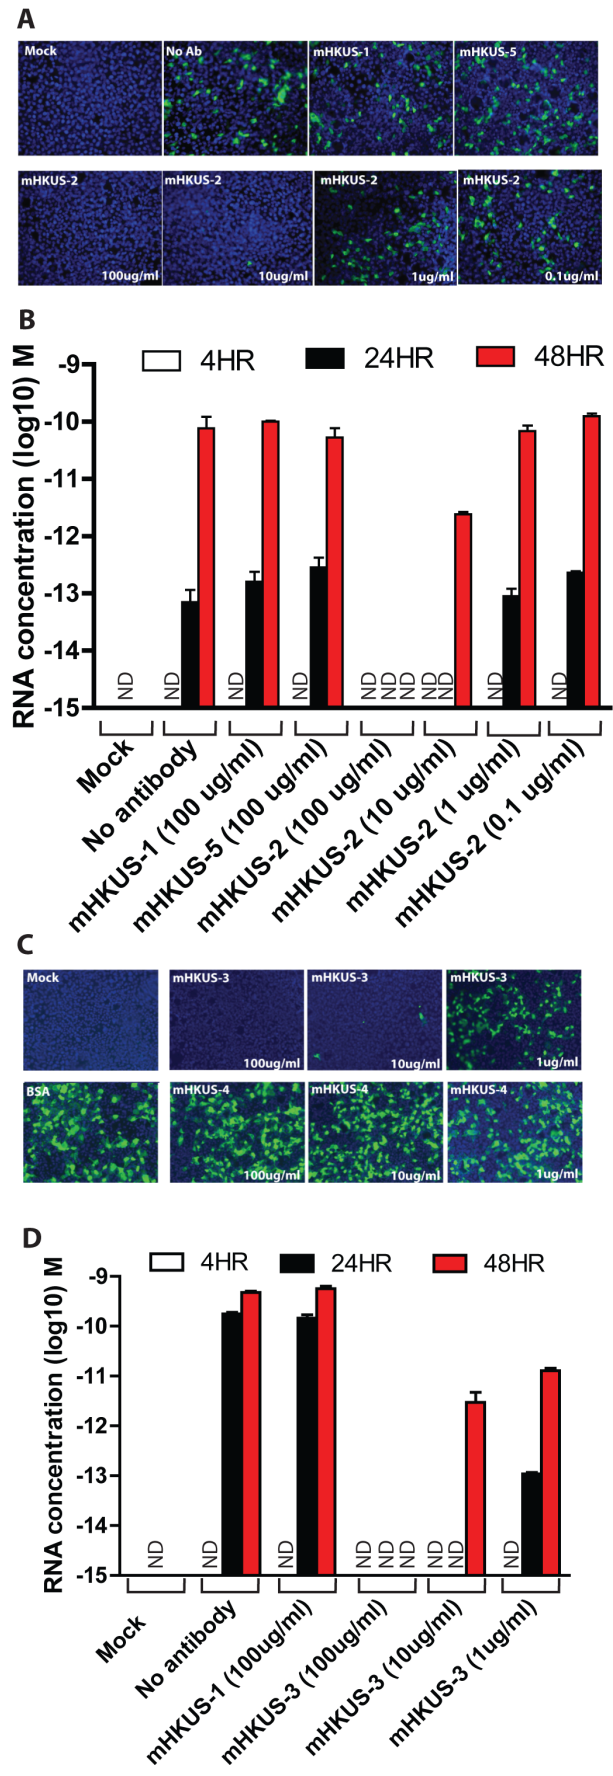 A
Mock
No Ab
mHKUS-1
mHKUS-5
mHKUS-2
mHKUS-2
mHKUS-2
mHKUS-2
100ug/ml
10ug/ml
1ug/ml
0.1ug/ml
B
4HR
24HR
48HR
RNA concentration (log10) M
-9
-10
-11
-12
-13
-14
-15
ND
ND
ND
ND
ND
ND
ND
ND
ND
ND
ND
Mock
No antibody
mHKUS-1 (100 ug/ml)
mHKUS-5 (100 ug/ml)
mHKUS-2 (100 ug/ml)
mHKUS-2 (10 ug/ml)
mHKUS-2 (1 ug/ml)
mHKUS-2 (0.1 ug/ml)
C
Mock
mHKUS-3
mHKUS-3
mHKUS-3
100ug/ml
10ug/ml
1ug/ml
BSA
mHKUS-4
mHKUS-4
mHKUS-4
100ug/ml
10ug/ml
1ug/ml
D
4HR
24HR
48HR
RNA concentration (log10) M
-9
-10
-11
-12
-13
-14
-15
ND
ND
ND
ND
ND
ND
ND
ND
ND
Mock
No antibody
mHKUS-1 (100ug/ml)
mHKUS-3 (100ug/ml)
mHKUS-3 (10ug/ml)
mHKUS-3 (1ug/ml)